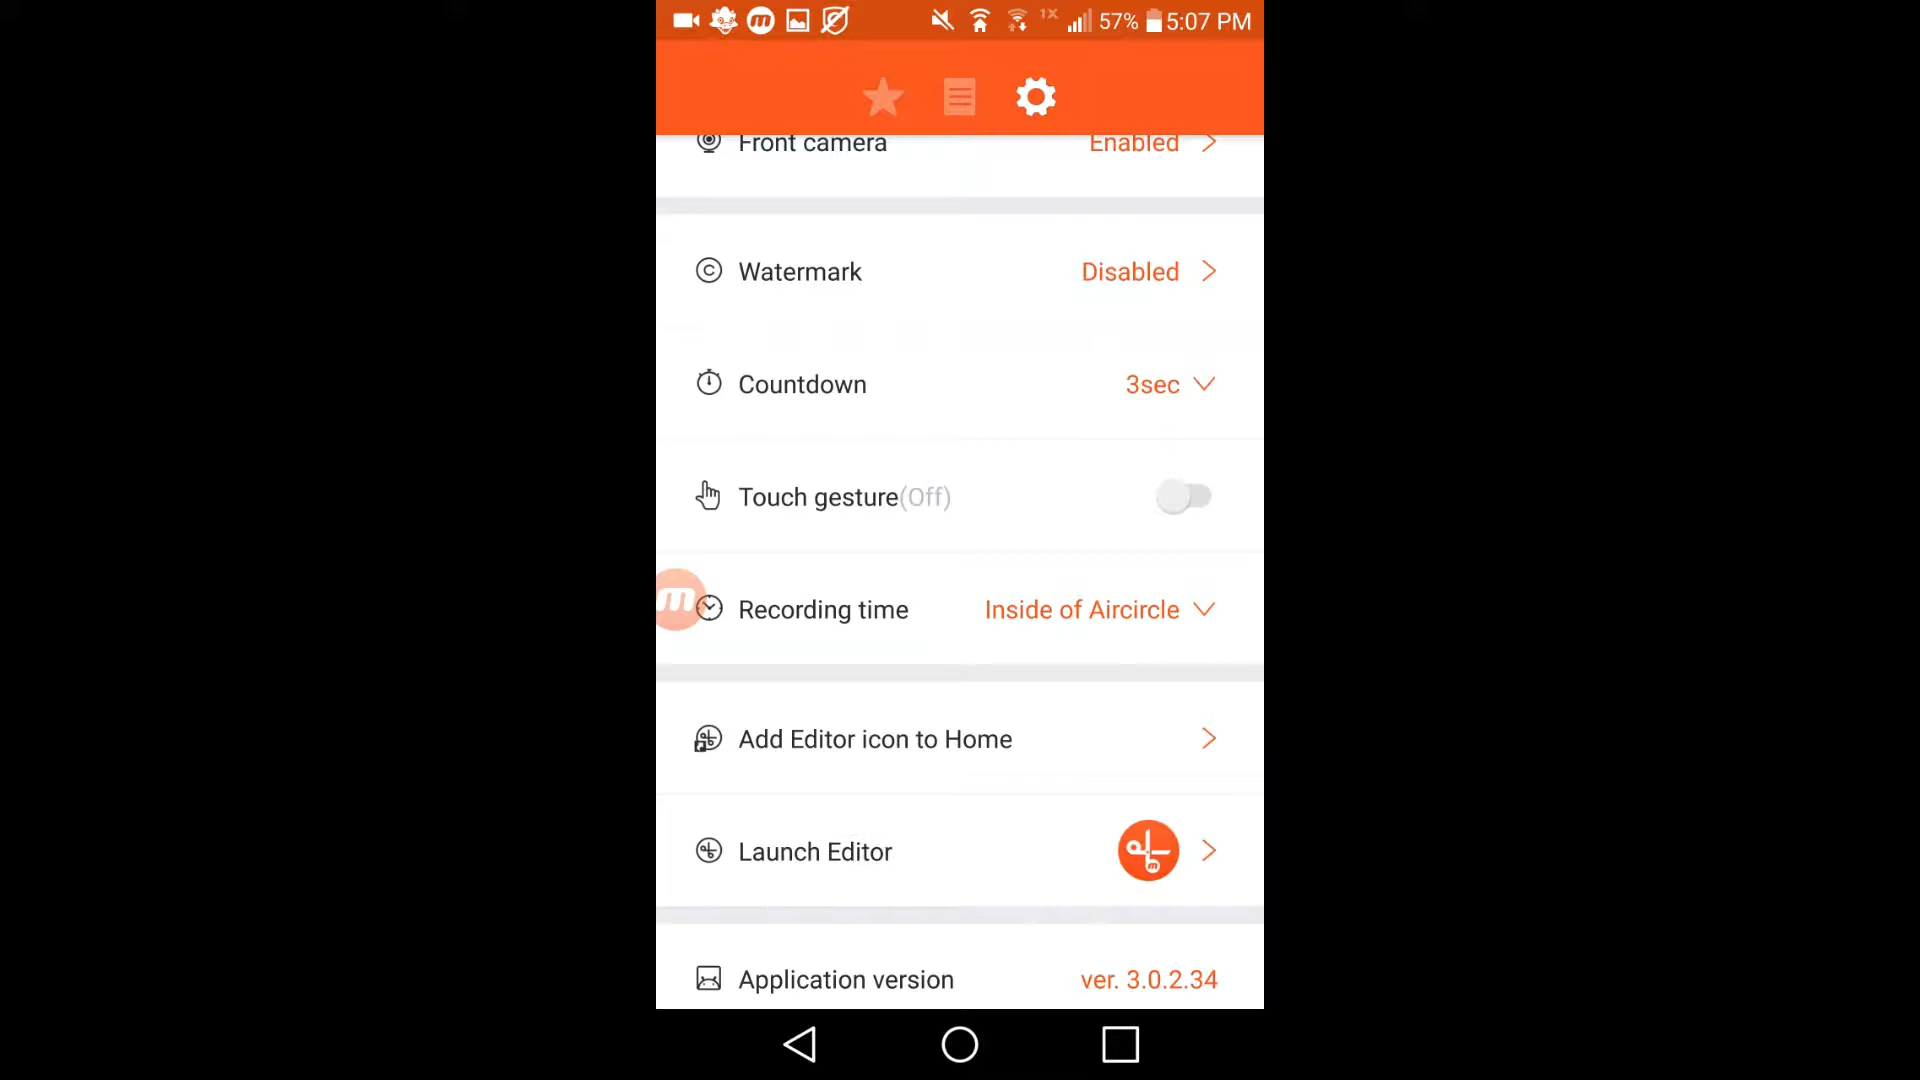 1X 57% 5:07 PM
Front camera Enabled
Watermark Disabled
Countdown 3sec
Touch gesture(Off)
m Recording time Inside of Aircircle
Add Editor icon to Home
Launch Editor
Application version ver. 3.0.2.34